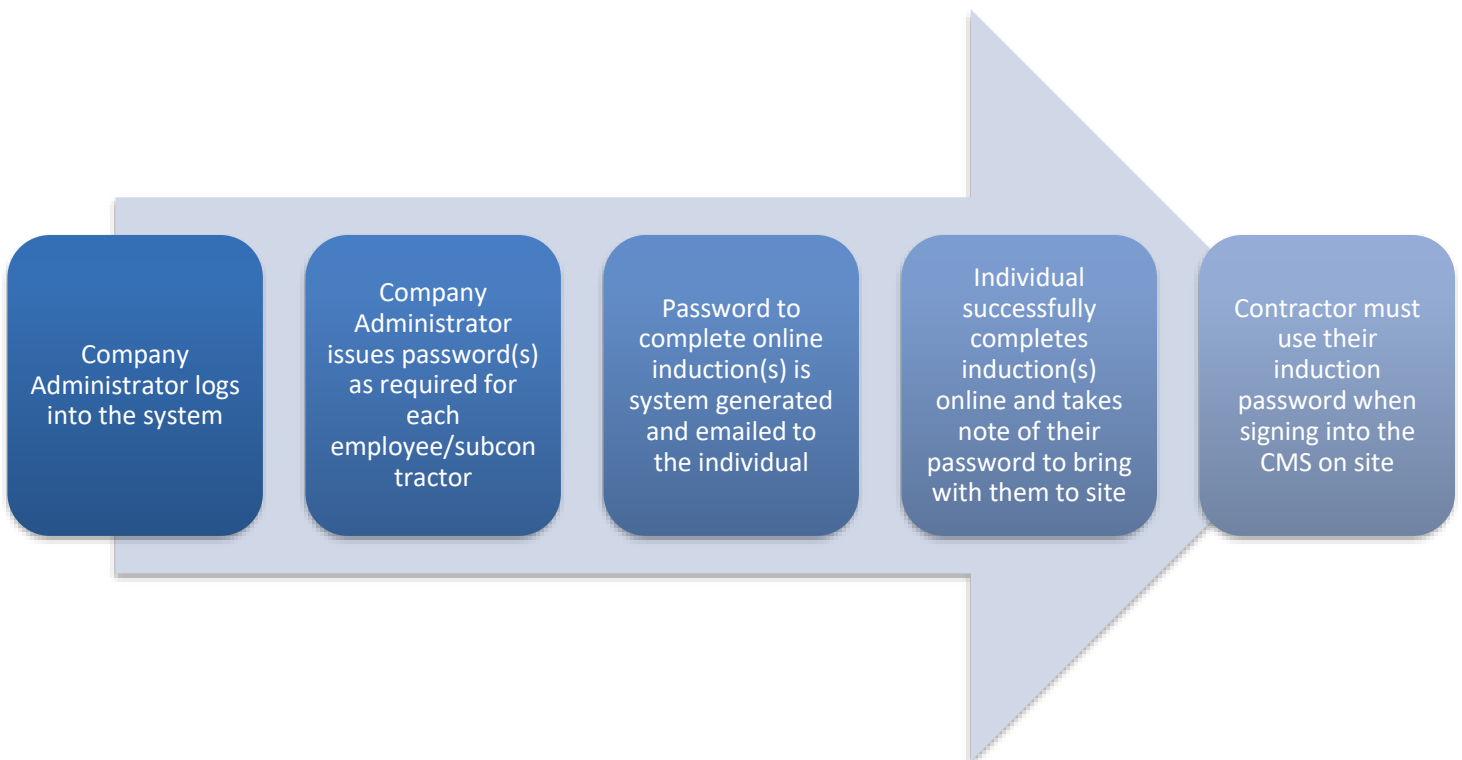 Company
Administrator logs
into the system
Company
Administrator
issues password(s)
as required for
each
employee/subcon
tractor
Password to
complete online
induction(s) is
system generated
and emailed to
the individual
Individual
successfully
completes
induction(s)
online and takes
note of their
password to bring
with them to site
Contractor must
use their
induction
password when
signing into the
CMS on site